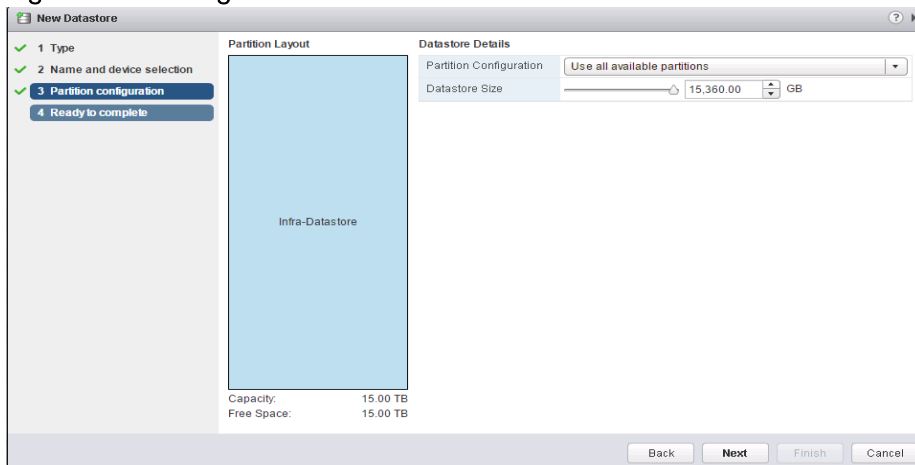 New Datastore
?
1 Type
2 Name and device selection
3 Partition configuration
4 Ready to complete
Partition Layout
Infra-Datastore
Capacity: 15.00 TB
Free Space: 15.00 TB
Datastore Details
Partition Configuration Use all available partitions
Datastore Size 15,360.00 GB
Back Next Finish Cancel